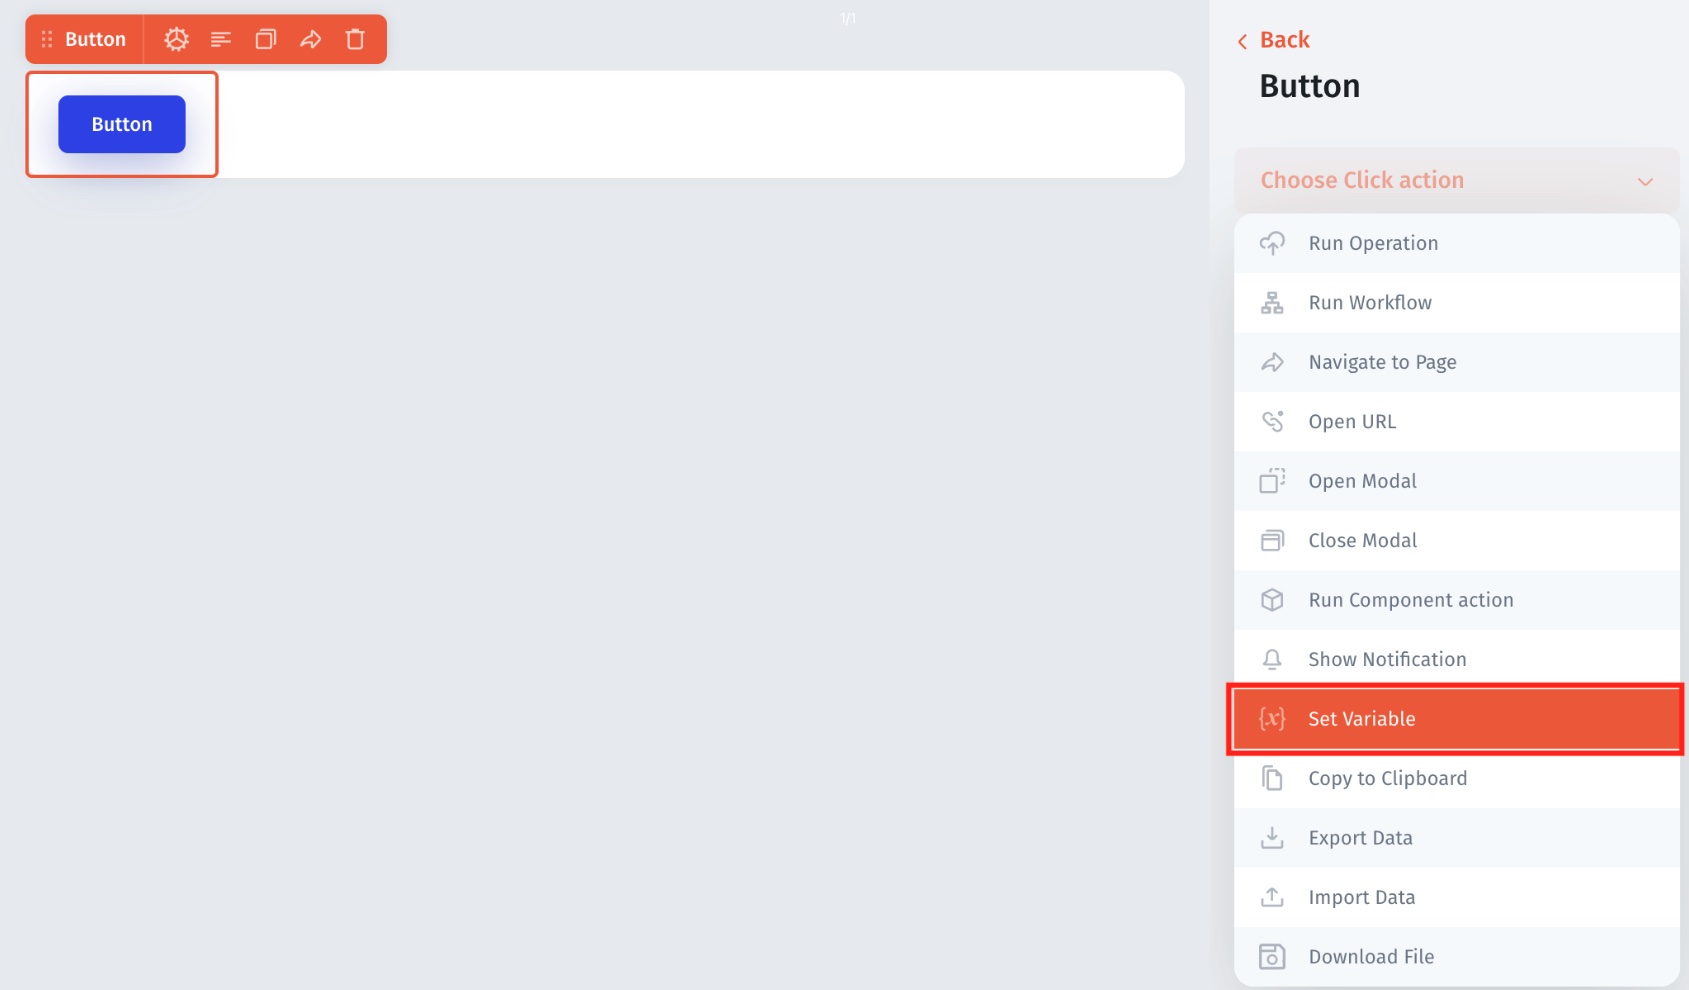 Button
1/1
Button
Back
Button
Choose Click action
Run Operation
Run Workflow
Navigate to Page
Open URL
Open Modal
Close Modal
Run Component action
Show Notification
{x} Set Variable
Copy to Clipboard
Export Data
Import Data
Download File